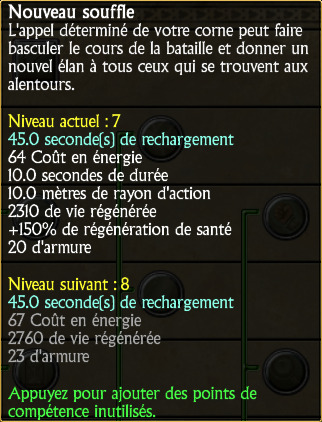 Nouveau souffle
L'appel déterminé de votre corne peut faire
basculer le cours de la bataille et donner un
nouvel élan à tous ceux qui se trouvent aux
alentours.
Niveau actuel : 7
45.0 seconde(s) de rechargement
64 Coût en énergie
10.0 secondes de durée
10.0 mètres de rayon d'action
2310 de vie régénérée
+150% de régénération de santé
20 d'armure
Niveau suivant : 8
45.0 seconde(s) de rechargement
67 Coût en énergie
2760 de vie régénérée
23 d'armure
Appuyez pour ajouter des points de
compétence inutilisés.